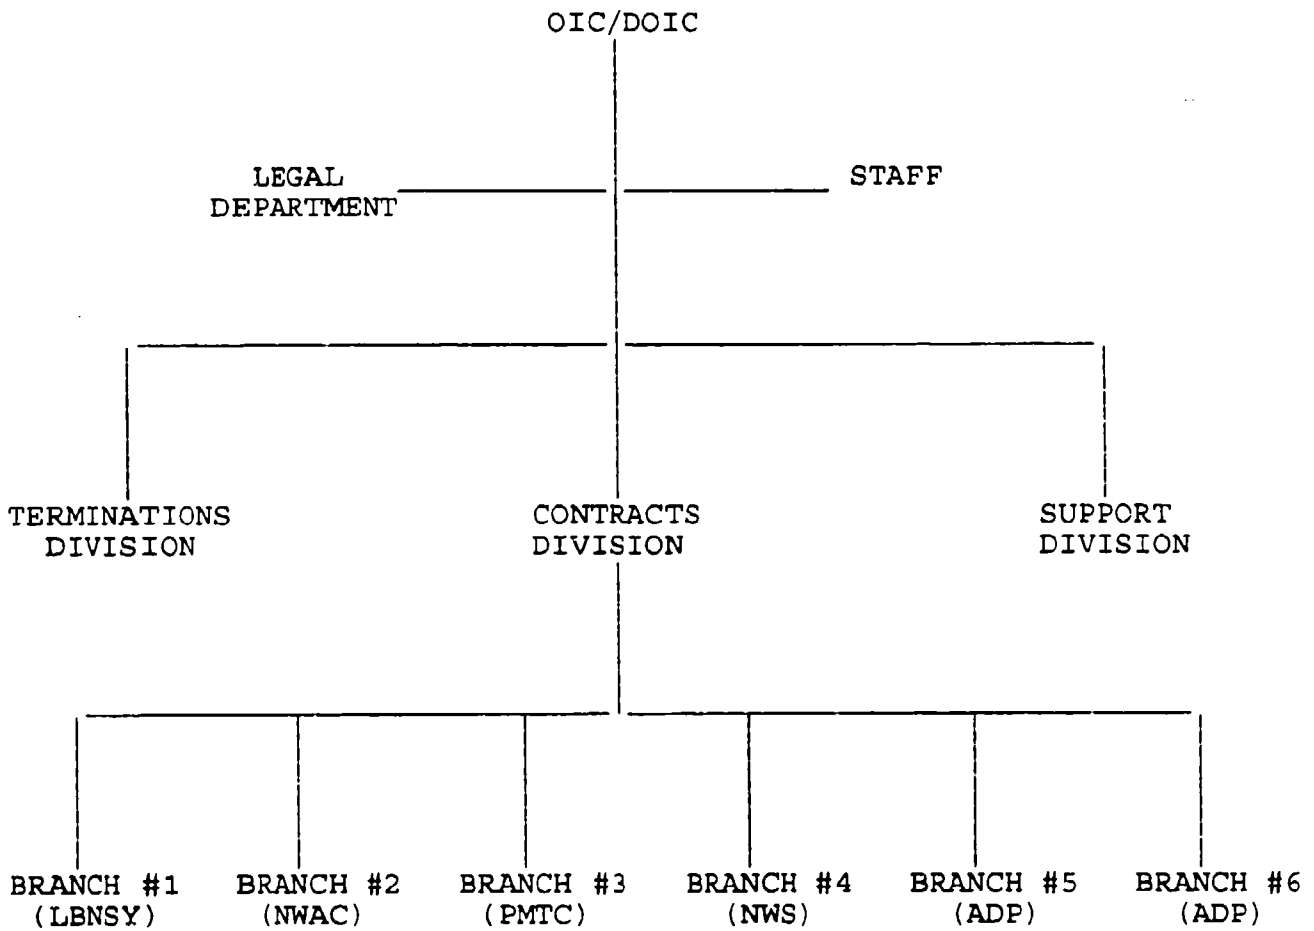 OIC/DOIC
LEGAL
DEPARTMENT
STAFF
TERMINATIONS
DIVISION
CONTRACTS
DIVISION
SUPPORT
DIVISION
BRANCH #1
(LBNSY)
BRANCH #2
(NWAC)
BRANCH #3
(PMTC)
BRANCH #4
(NWS)
BRANCH #5
(ADP)
BRANCH #6
(ADP)